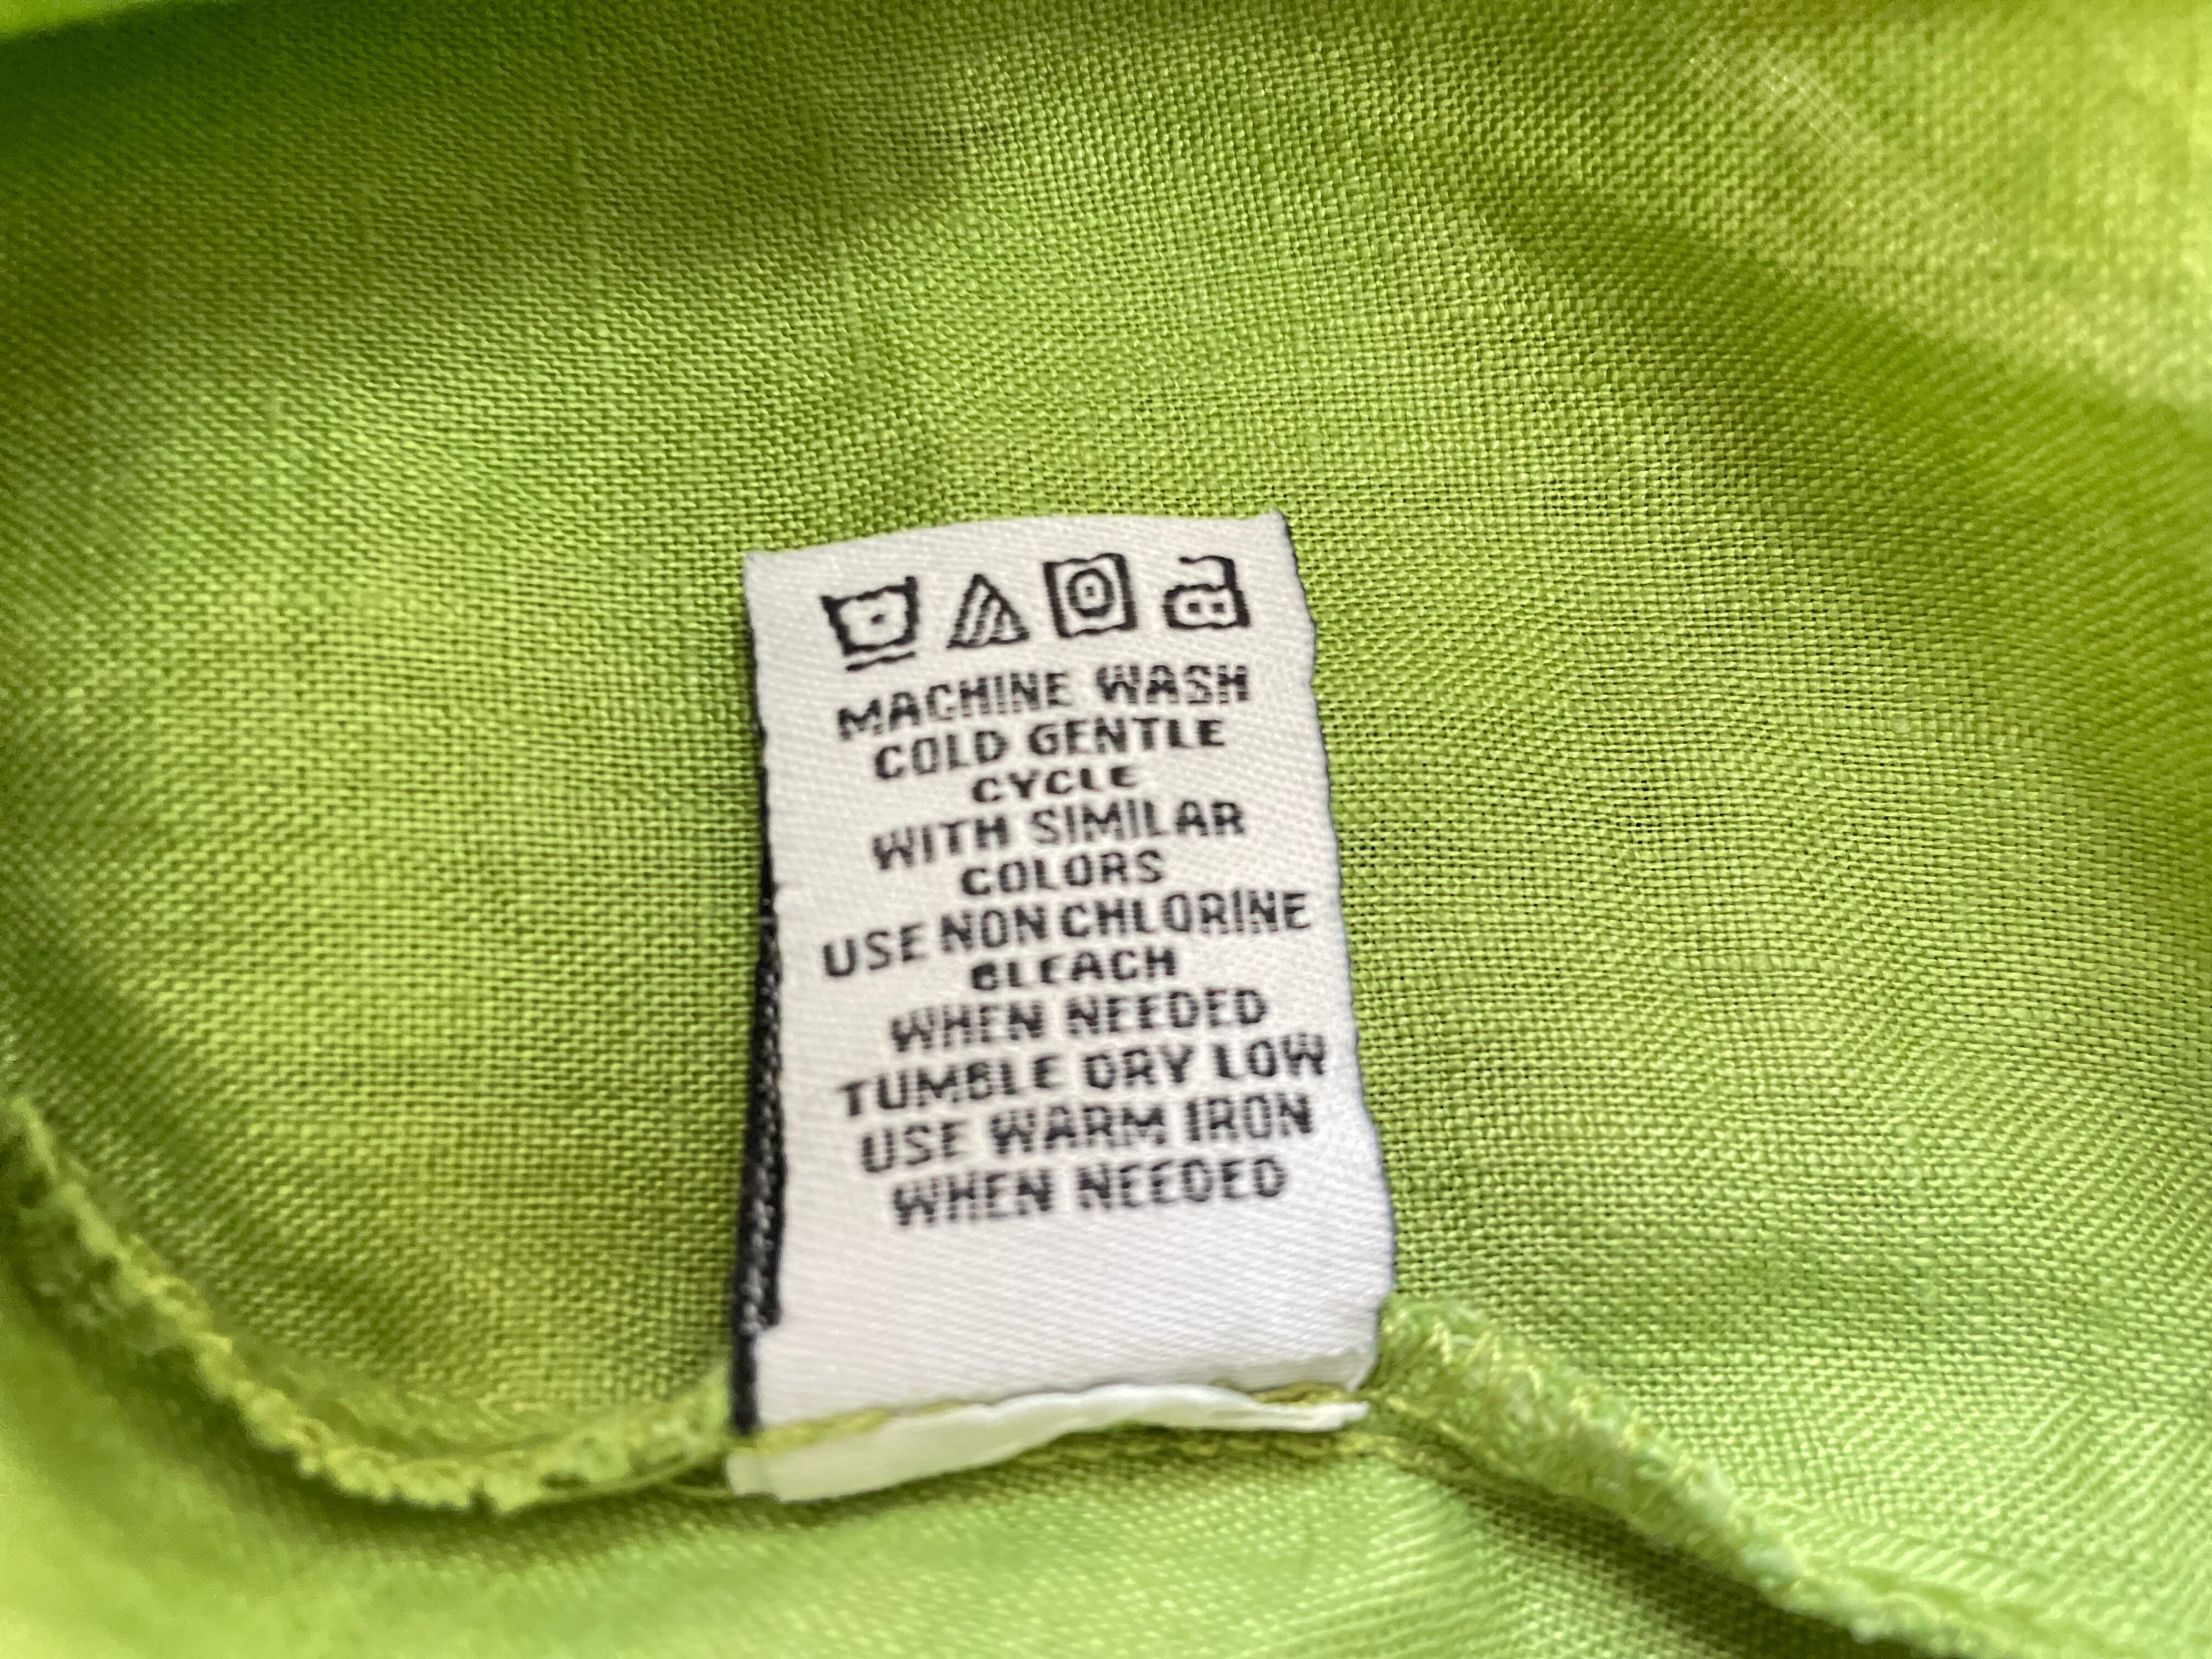 MACHINE WASH
COLD GENTLE
CYCLE
WITH SIMILAR
COLORS
USE NON CHLORINE
BLEACH
WHEN NEEDED
TUMBLE DRY LOW
USE WARM IRON
WHEN NEEDED